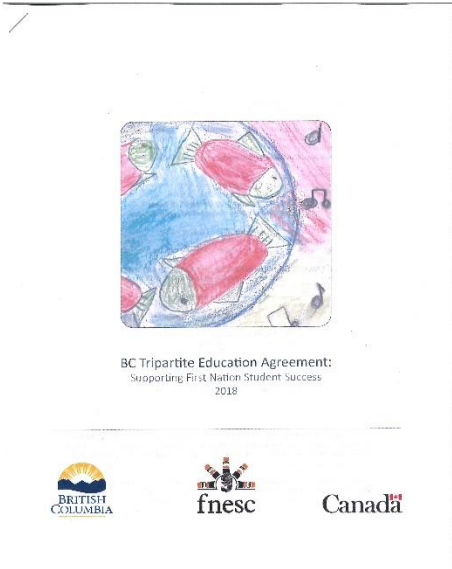 BC Tripartite Education Agreement:
Supporting First Nation Student Success
2018
BRITISH
COLUMBIA
fnesc
Canada